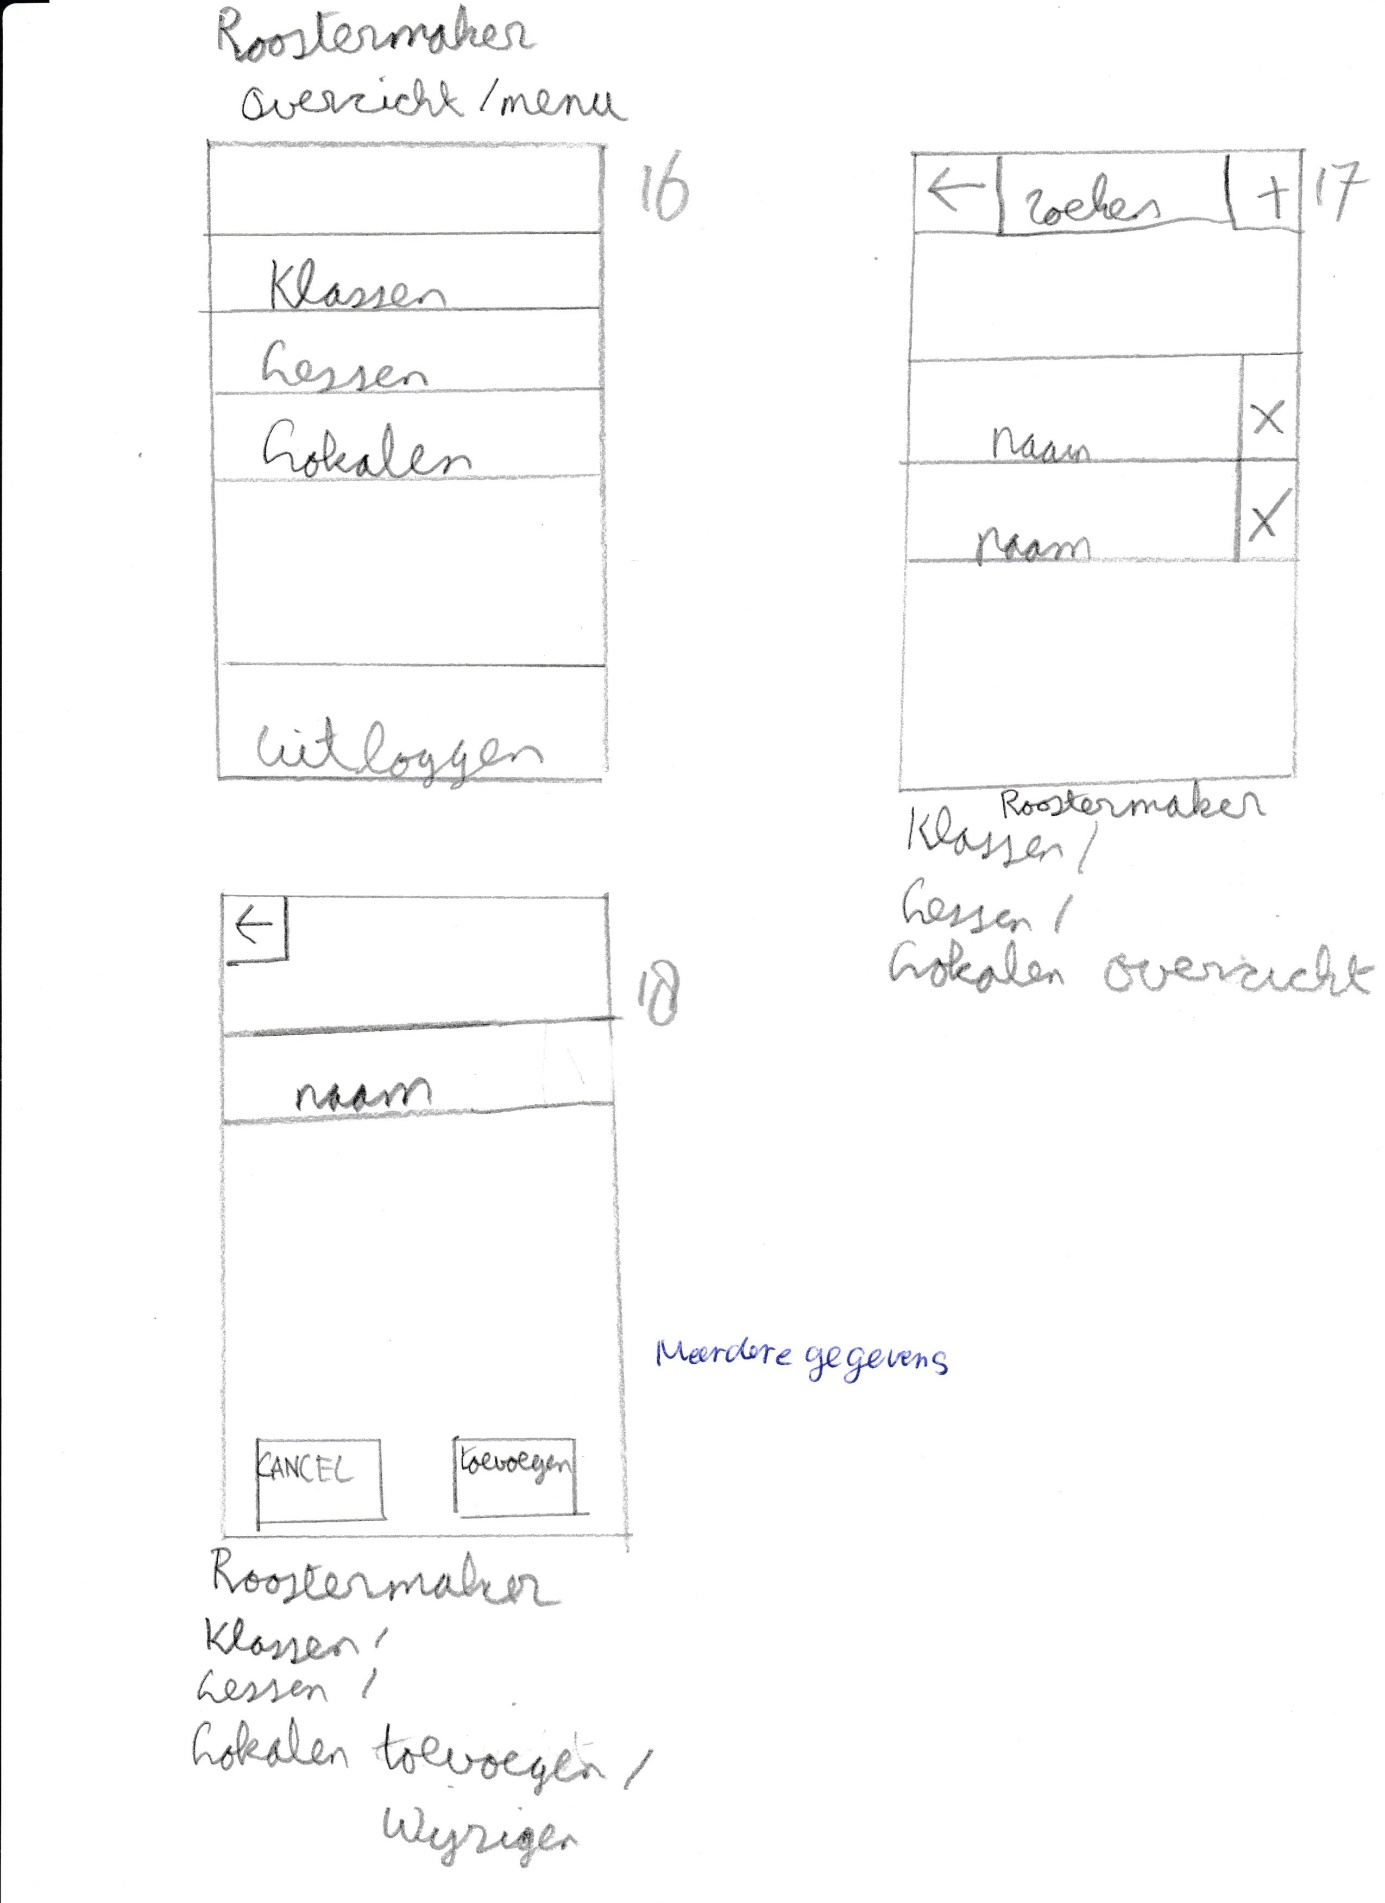 Roostermaker
overzicht / menu
16
Klassen
Lessen
Lokalen
uitloggen
← zoeken + 17
naam X
naam X
Roostermaker
Klassen /
Lessen /
Lokalen overzicht
←
18
naam
Meerdere gegevens
CANCEL toevoegen
Roostermaker
Klassen /
Lessen /
Lokalen toevoegen /
Wijzigen